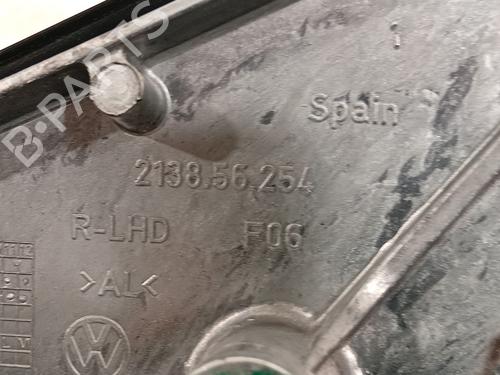 B-PARTS
Spain
2138.56.254
R-LHD F06
>AL<